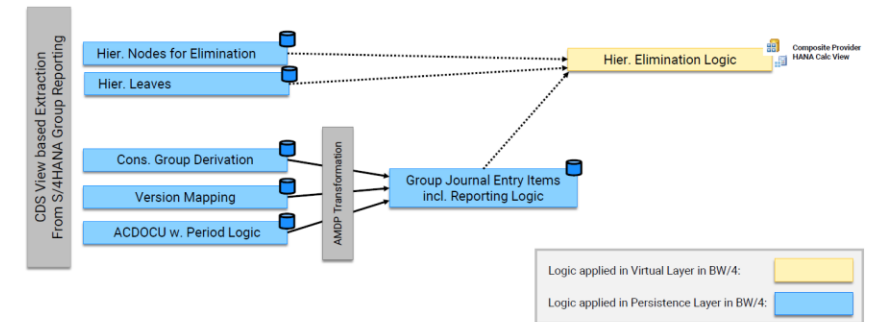 CDS View based Extraction
From S/4HANA Group Reporting
Hier. Nodes for Elimination
Hier. Leaves
Cons. Group Derivation
Version Mapping
ACDOCU w. Period Logic
AMDP Transformation
Group Journal Entry Items
incl. Reporting Logic
Hier. Elimination Logic
Composite Provider
HANA Calc View
Logic applied in Virtual Layer in BW/4:
Logic applied in Persistence Layer in BW/4: